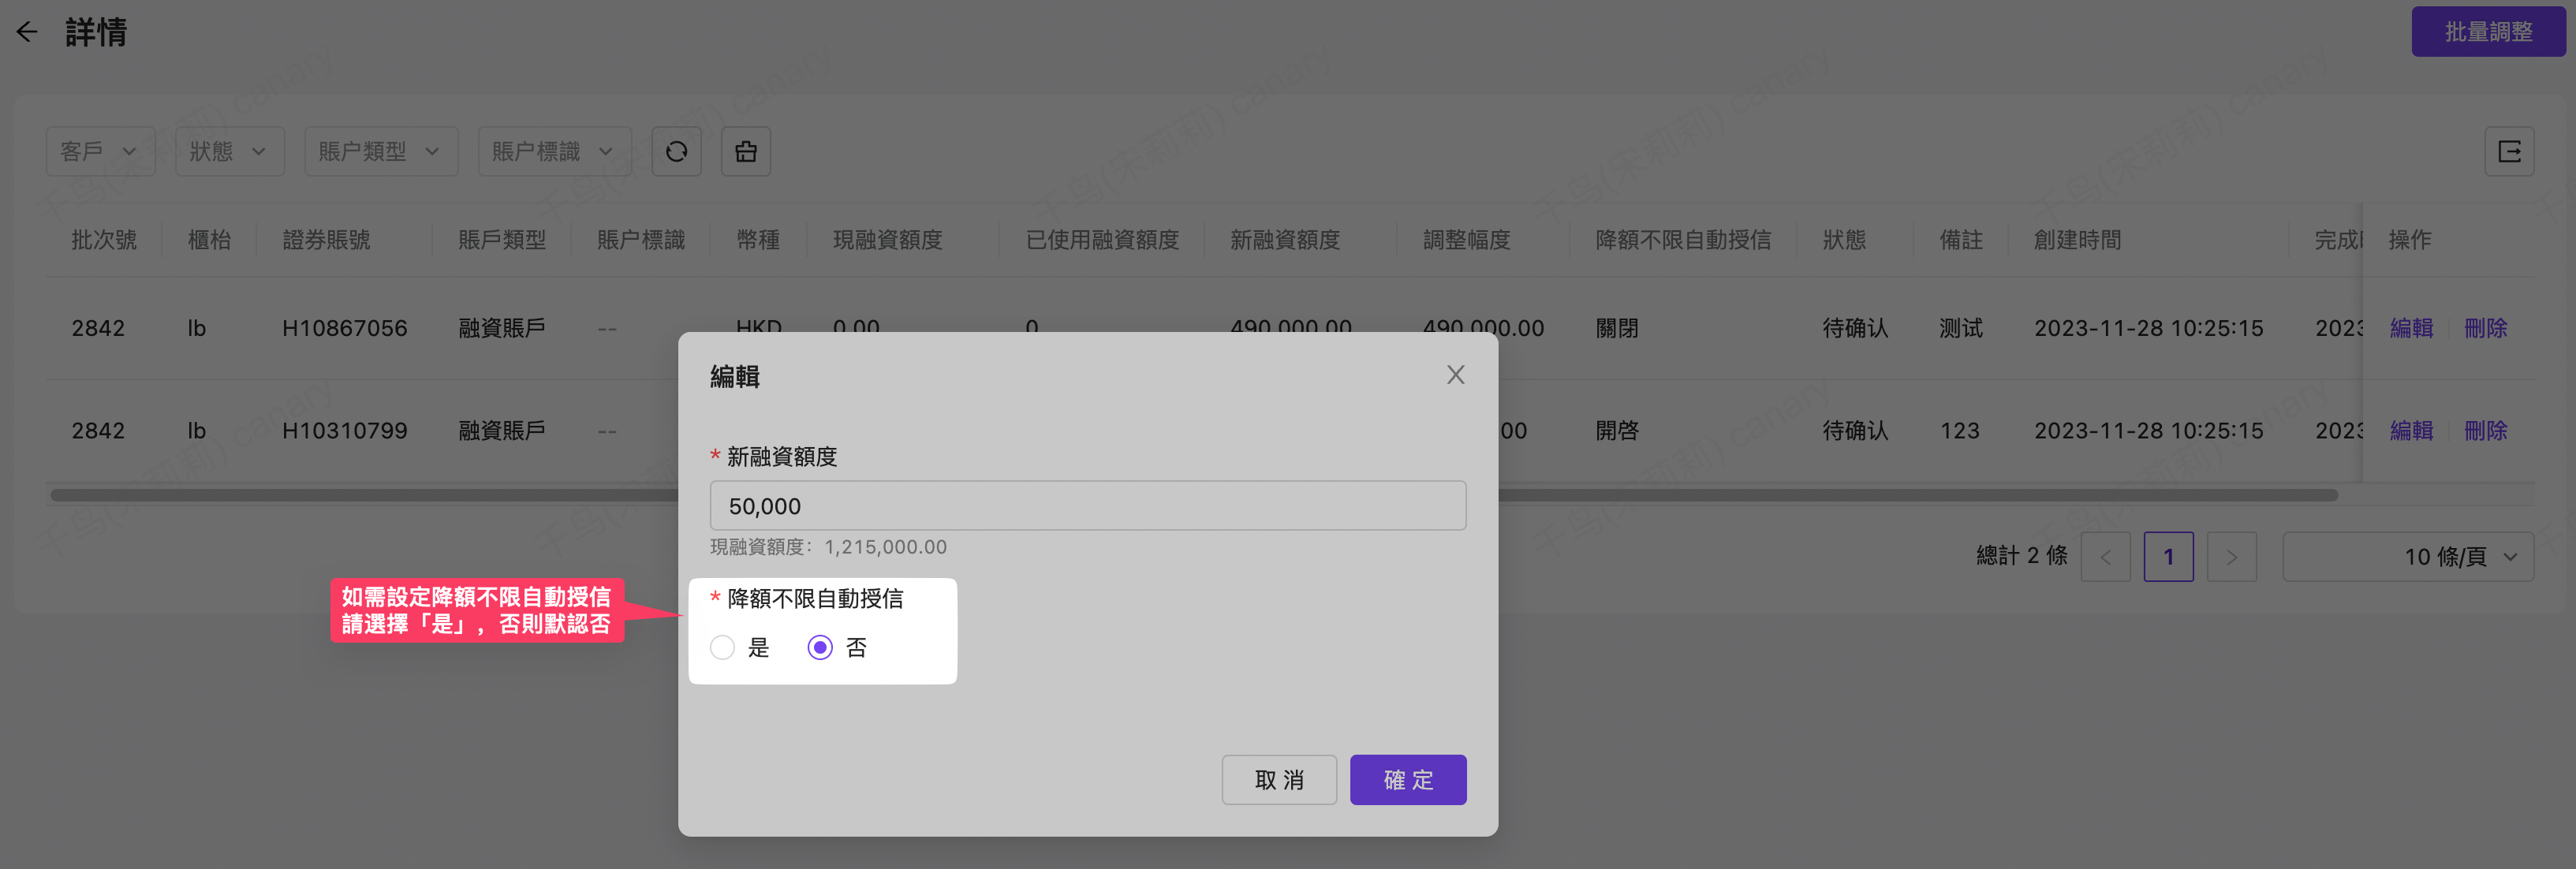 詳情
批量調整
客戶
狀態
賬户類型
賬户標識
批次號 櫃枱 證券賬號 賬戶類型 賬户標識 幣種 現融資額度 已使用融資額度 新融資額度 調整幅度 降額不限自動授信 狀態 備註 創建時間 完成 操作
2842 lb H10867056 融資賬戶 -- HKD 0.00 0 490,000.00 490,000.00 關閉 待确认 测试 2023-11-28 10:25:15 2023 編輯 刪除
2842 lb H10310799 融資賬戶 -- 00 開啓 待确认 123 2023-11-28 10:25:15 2023 編輯 刪除
總計 2 條 < 1 > 10 條/頁
編輯
* 新融資額度
50,000
現融資額度：1,215,000.00
如需設定降額不限自動授信
請選擇「是」，否則默認否
* 降額不限自動授信
是 否
取 消
確 定
千鸟(宋莉莉) canary